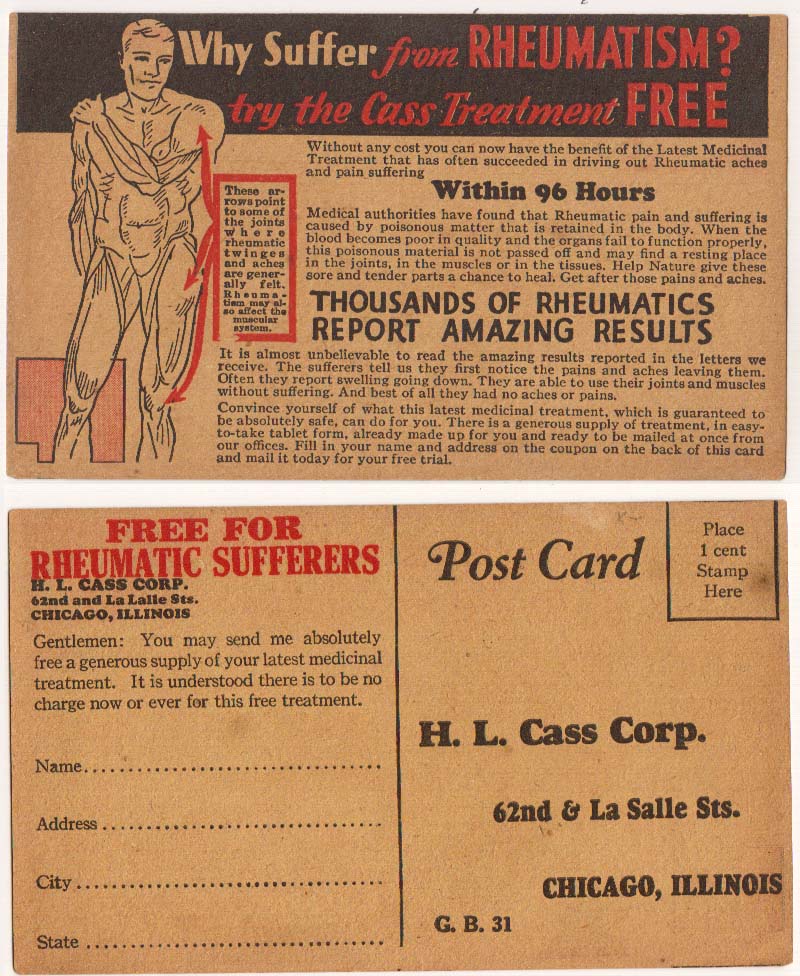 Why Suffer from RHEUMATISM?
try the Cass Treatment FREE
Without any cost you can now have the benefit of the Latest Medicinal
Treatment that has often succeeded in driving out Rheumatic aches
and pain suffering
Within 96 Hours
Medical authorities have found that Rheumatic pain and suffering is
caused by poisonous matter that is retained in the body. When the
blood becomes poor in quality and the organs fail to function properly,
this poisonous material is not passed off and may find a resting place
in the joints, in the muscles or in the tissues. Help Nature give these
sore and tender parts a chance to heal. Get after those pains and aches.
These ar-
rows point
to some of
the joints
where
rheumatic
twinges
and aches
are gener-
ally felt.
Rheuma-
tism may al-
so affect the
muscular
system.
THOUSANDS OF RHEUMATICS
REPORT AMAZING RESULTS
It is almost unbelievable to read the amazing results reported in the letters we
receive. The sufferers tell us they first notice the pains and aches leaving them.
Often they report swelling going down. They are able to use their joints and muscles
without suffering. And best of all they had no aches or pains.
Convince yourself of what this latest medicinal treatment, which is guaranteed to
be absolutely safe, can do for you. There is a generous supply of treatment, in easy-
to-take tablet form, already made up for you and ready to be mailed at once from
our offices. Fill in your name and address on the coupon on the back of this card
and mail it today for your free trial.
FREE FOR
RHEUMATIC SUFFERERS
H. L. CASS CORP.
62nd and La Lalle Sts.
CHICAGO, ILLINOIS
Gentlemen: You may send me absolutely
free a generous supply of your latest medicinal
treatment. It is understood there is to be no
charge now or ever for this free treatment.
Name
Address
City
State
Post Card
Place
1 cent
Stamp
Here
H. L. Cass Corp.
62nd & La Salle Sts.
CHICAGO, ILLINOIS
G. B. 31